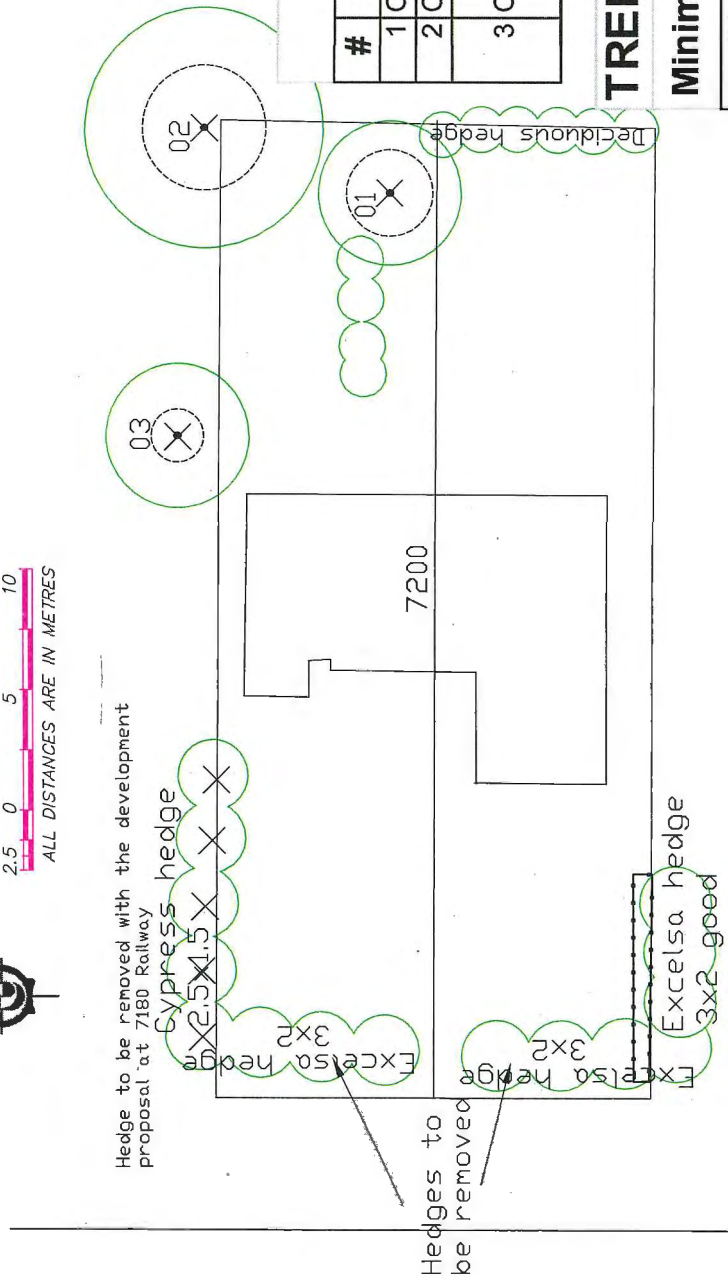 2.5 0 5 10
ALL DISTANCES ARE IN METRES
Hedge to be removed with the development
proposal at 7180 Railway
Cypress hedge
2.5x1.5
03
02
01
Deciduous hedge
7200
Excelsa hedge
3x2
Excelsa hedge
3x2
Hedges to
be removed
Excelsa hedge
3x2 good
#
1
2
3